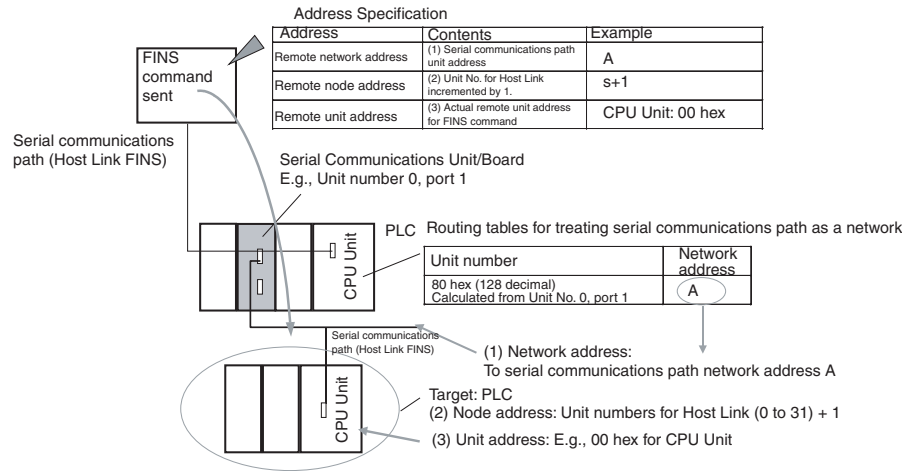 Address Specification
Address Contents Example
Remote network address (1) Serial communications path unit address A
Remote node address (2) Unit No. for Host Link incremented by 1. s+1
Remote unit address (3) Actual remote unit address for FINS command CPU Unit: 00 hex
FINS
command
sent
Serial communications
path (Host Link FINS)
Serial Communications Unit/Board
E.g., Unit number 0, port 1
PLC
CPU Unit
Routing tables for treating serial communications path as a network
Unit number Network address
80 hex (128 decimal)
Calculated from Unit No. 0, port 1 A
Serial communications
path (Host Link FINS)
(1) Network address:
To serial communications path network address A
CPU Unit
Target: PLC
(2) Node address: Unit numbers for Host Link (0 to 31) + 1
(3) Unit address: E.g., 00 hex for CPU Unit